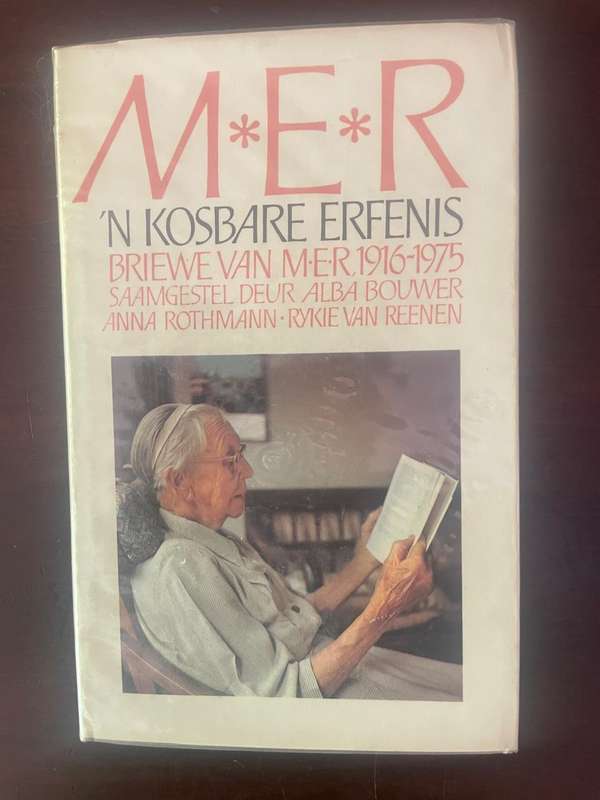 M*E*R
'N KOSBARE ERFENIS
BRIEWE VAN M·E·R, 1916-1975
SAAMGESTEL DEUR ALBA BOUWER
ANNA ROTHMANN · RYKIE VAN REENEN